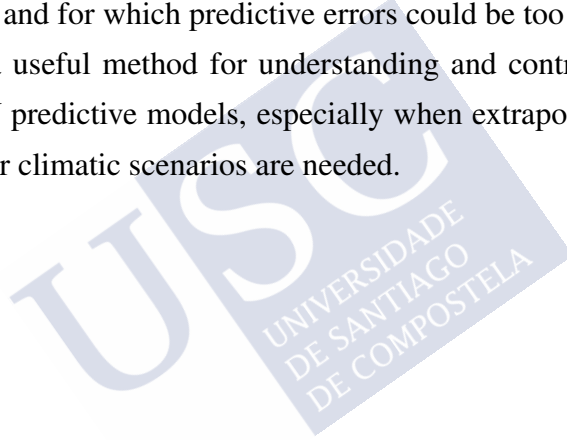 and for which predictive errors could be too
useful method for understanding and contr
predictive models, especially when extrapo
r climatic scenarios are needed.
USC
UNIVERSIDADE
DE SANTIAGO
DE COMPOSTELA